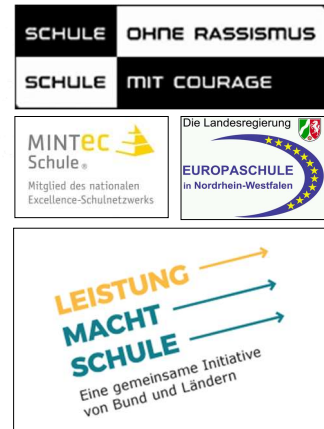 SCHULE OHNE RASSISMUS
SCHULE MIT COURAGE
MINTEC
Schule®
Mitglied des nationalen
Excellence-Schulnetzwerks
Die Landesregierung
EUROPASCHULE
in Nordrhein-Westfalen
LEISTUNG
MACHT
SCHULE
Eine gemeinsame Initiative
von Bund und Ländern